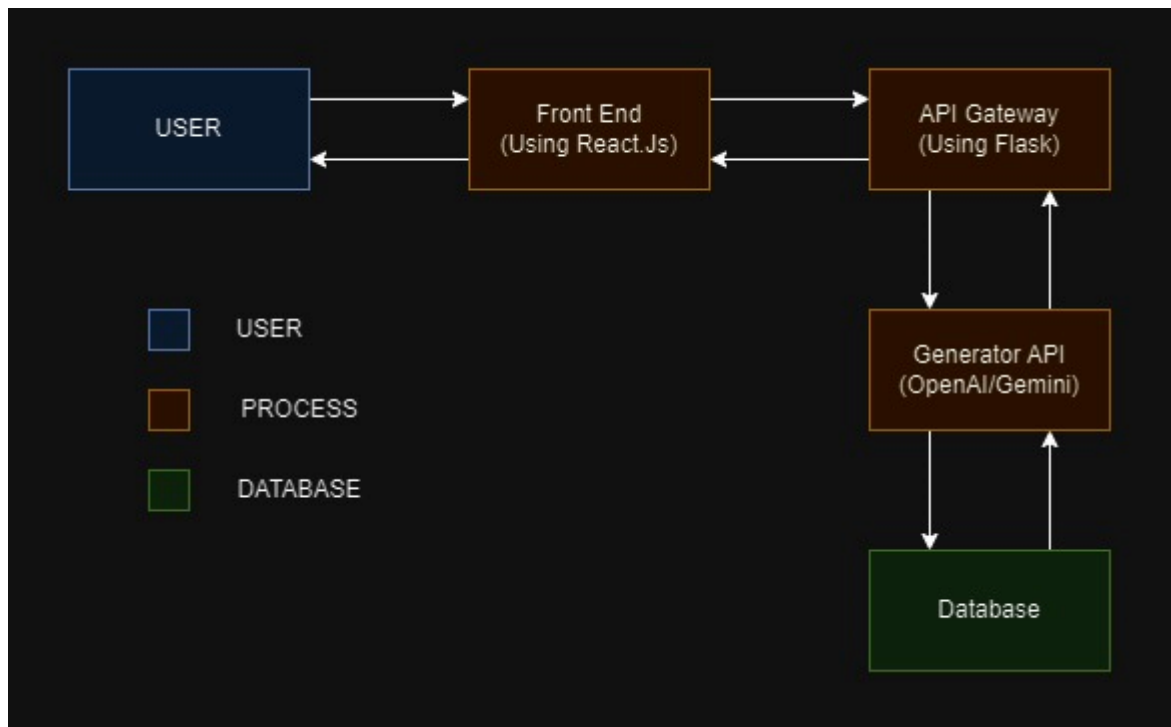 USER
Front End
(Using React.Js)
API Gateway
(Using Flask)
Generator API
(OpenAI/Gemini)
Database
USER
PROCESS
DATABASE